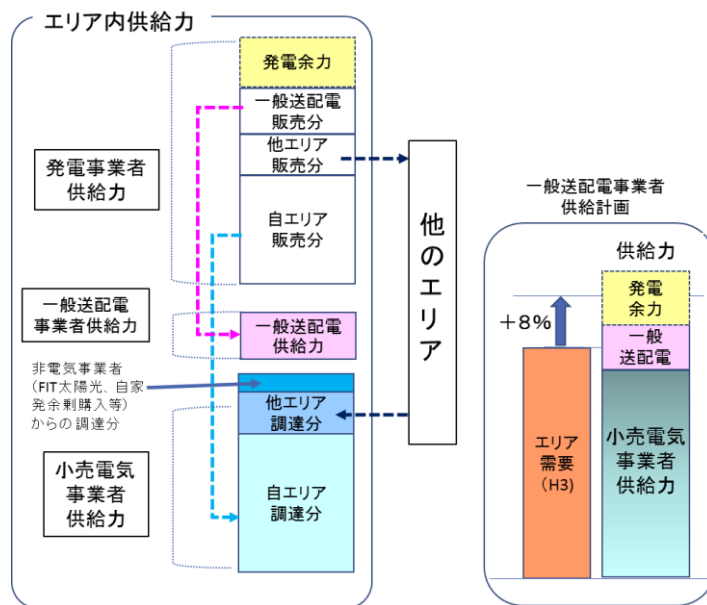 エリア内供給力
発電余力
一般送配電
販売分
他エリア
販売分
自エリア
販売分
発電事業者
供給力
一般送配電
事業者供給力
一般送配電
供給力
非電気事業者
(FIT太陽光、自家
発余剰購入等)
からの調達分
他エリア
調達分
小売電気
事業者
供給力
自エリア
調達分
他のエリア
一般送配電事業者
供給計画
供給力
発電
余力
+8%
一般
送配電
エリア
需要
(H3)
小売電気
事業者
供給力